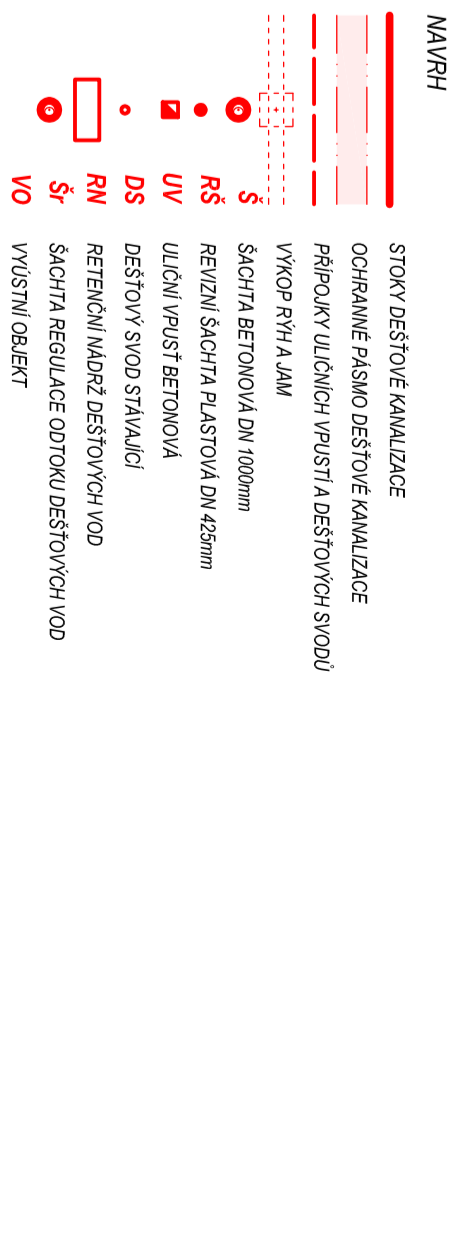 NAVRH
STOKY DEŠŤOVÉ KANALIZACE
OCHRANNÉ PÁSMO DEŠŤOVÉ KANALIZACE
PŘÍPOJKY ULIČNÍCH VPUSTÍ A DEŠŤOVÝCH SVODŮ
VÝKOP RÝH A JAM
Š ŠACHTA BETONOVÁ DN 1000mm
RŠ REVIZNÍ ŠACHTA PLASTOVÁ DN 425mm
UV ULIČNÍ VPUSŤ BETONOVÁ
DS DEŠŤOVÝ SVOD STÁVAJÍCÍ
RN RETENČNÍ NÁDRŽ DEŠŤOVÝCH VOD
Šr ŠACHTA REGULACE ODTOKU DEŠŤOVÝCH VOD
VO VYÚSTNÍ OBJEKT